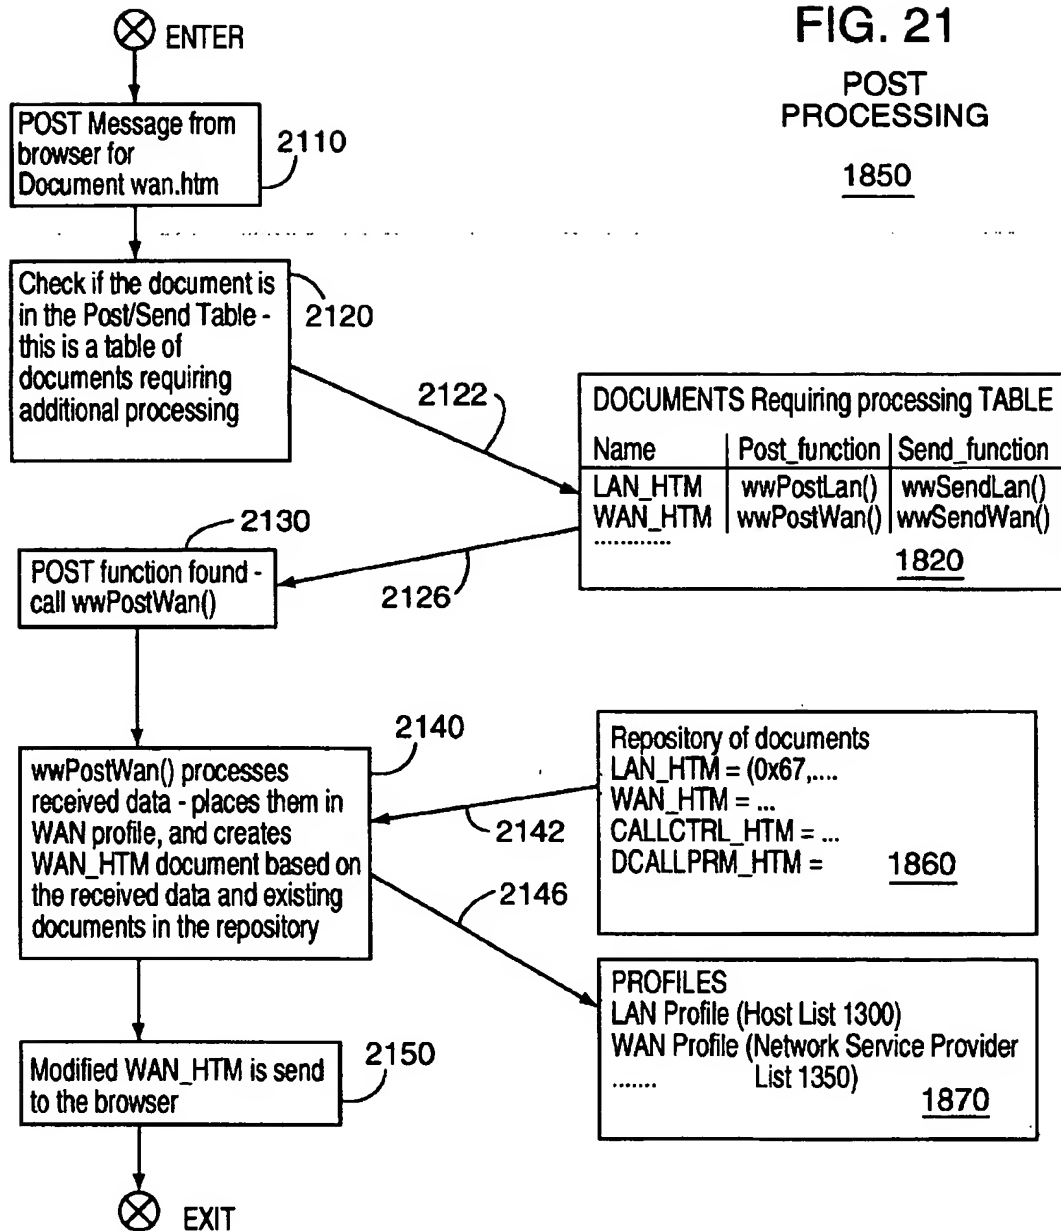 FIG. 21
POST
PROCESSING
1850
ENTER
POST Message from
browser for
Document wan.htm
2110
Check if the document is
in the Post/Send Table -
this is a table of
documents requiring
additional processing
2120
2122
DOCUMENTS Requiring processing TABLE
Name Post_function Send_function
LAN_HTM wwPostLan() wwSendLan()
WAN_HTM wwPostWan() wwSendWan()
.............
1820
2126
2130
POST function found -
call wwPostWan()
2140
wwPostWan() processes
received data - places them in
WAN profile, and creates
WAN_HTM document based on
the received data and existing
documents in the repository
2142
Repository of documents
LAN_HTM = (0x67,....
WAN_HTM = ...
CALLCTRL_HTM = ...
DCALLPRM_HTM =
1860
2146
PROFILES
LAN Profile (Host List 1300)
WAN Profile (Network Service Provider
....... List 1350)
1870
Modified WAN_HTM is send
to the browser
2150
EXIT